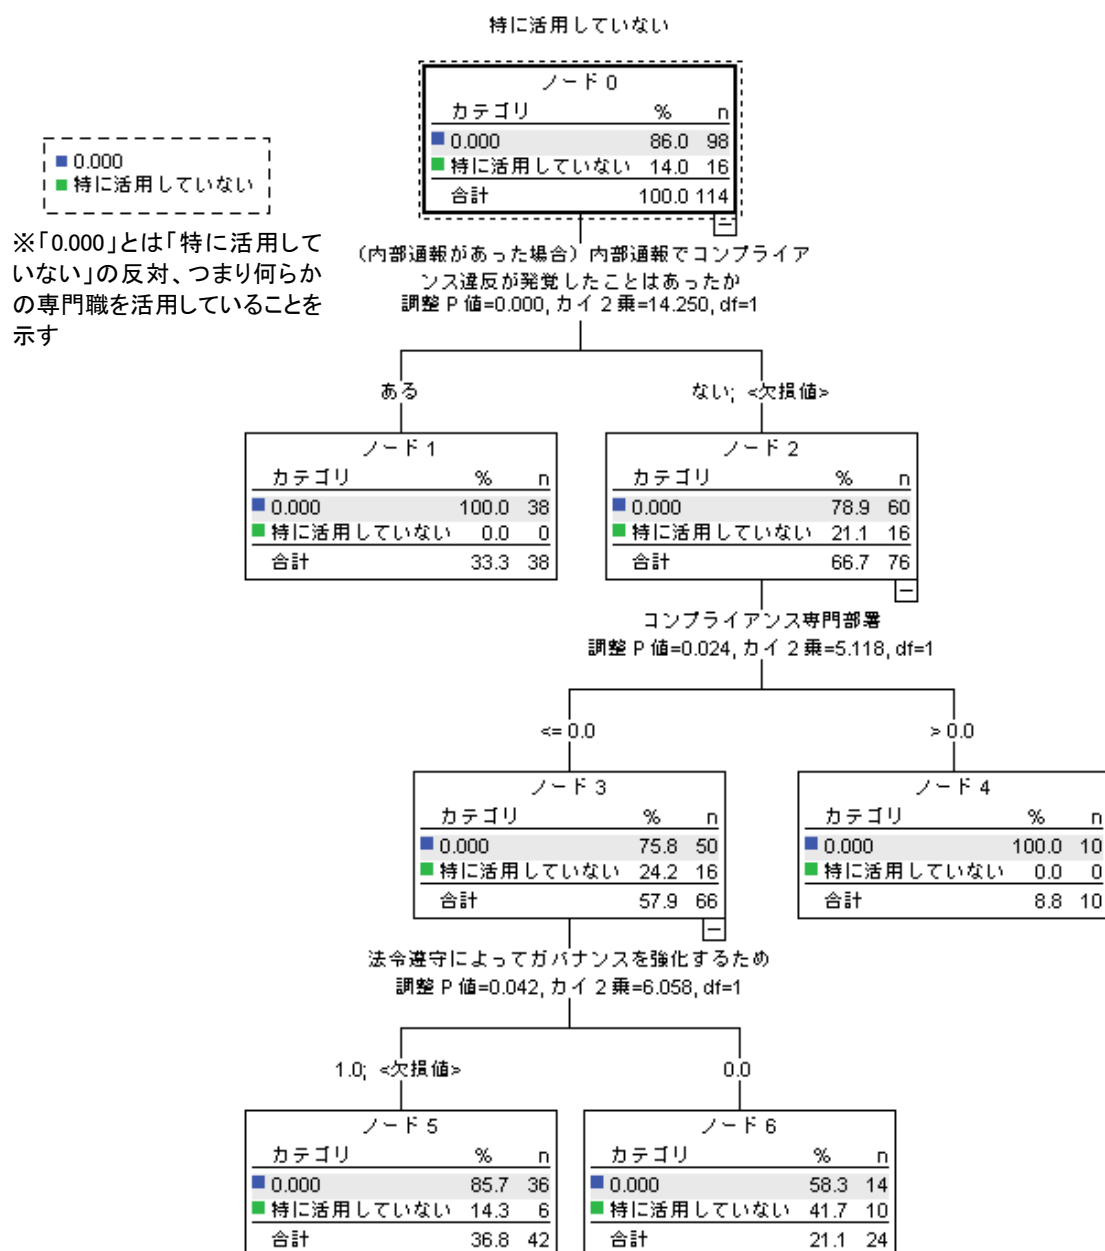 特に活用していない
ノード 0
カテゴリ % n
0.000 86.0 98
特に活用していない 14.0 16
合計 100.0 114
0.000
特に活用していない
※「0.000」とは「特に活用して
いない」の反対、つまり何らか
の専門職を活用していることを
示す
(内部通報があった場合) 内部通報でコンプライア
ンス違反が発覚したことはあったか
調整 P 値=0.000, カイ 2 乗=14.250, df=1
ある
ない; <欠損値>
ノード 1
カテゴリ % n
0.000 100.0 38
特に活用していない 0.0 0
合計 33.3 38
ノード 2
カテゴリ % n
0.000 78.9 60
特に活用していない 21.1 16
合計 66.7 76
コンプライアンス専門部署
調整 P 値=0.024, カイ 2 乗=5.118, df=1
<= 0.0
> 0.0
ノード 3
カテゴリ % n
0.000 75.8 50
特に活用していない 24.2 16
合計 57.9 66
ノード 4
カテゴリ % n
0.000 100.0 10
特に活用していない 0.0 0
合計 8.8 10
法令遵守によってガバナンスを強化するため
調整 P 値=0.042, カイ 2 乗=6.058, df=1
1.0; <欠損値>
0.0
ノード 5
カテゴリ % n
0.000 85.7 36
特に活用していない 14.3 6
合計 36.8 42
ノード 6
カテゴリ % n
0.000 58.3 14
特に活用していない 41.7 10
合計 21.1 24